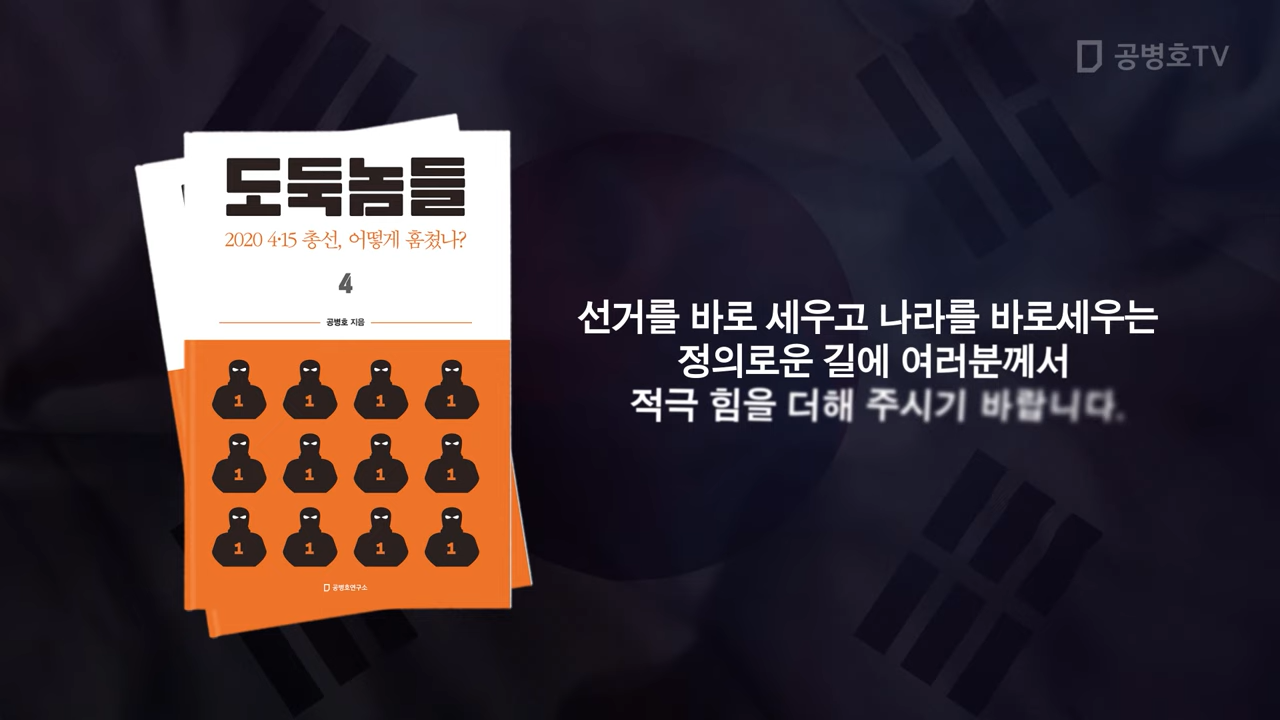 공병호TV
도둑놈들
2020 4·15 총선, 어떻게 훔쳤나?
4
공병호 지음
1 1 1 1
1 1 1 1
1 1 1 1
공병호연구소
선거를 바로 세우고 나라를 바로세우는
정의로운 길에 여러분께서
적극 힘을 더해 주시기 바랍니다.